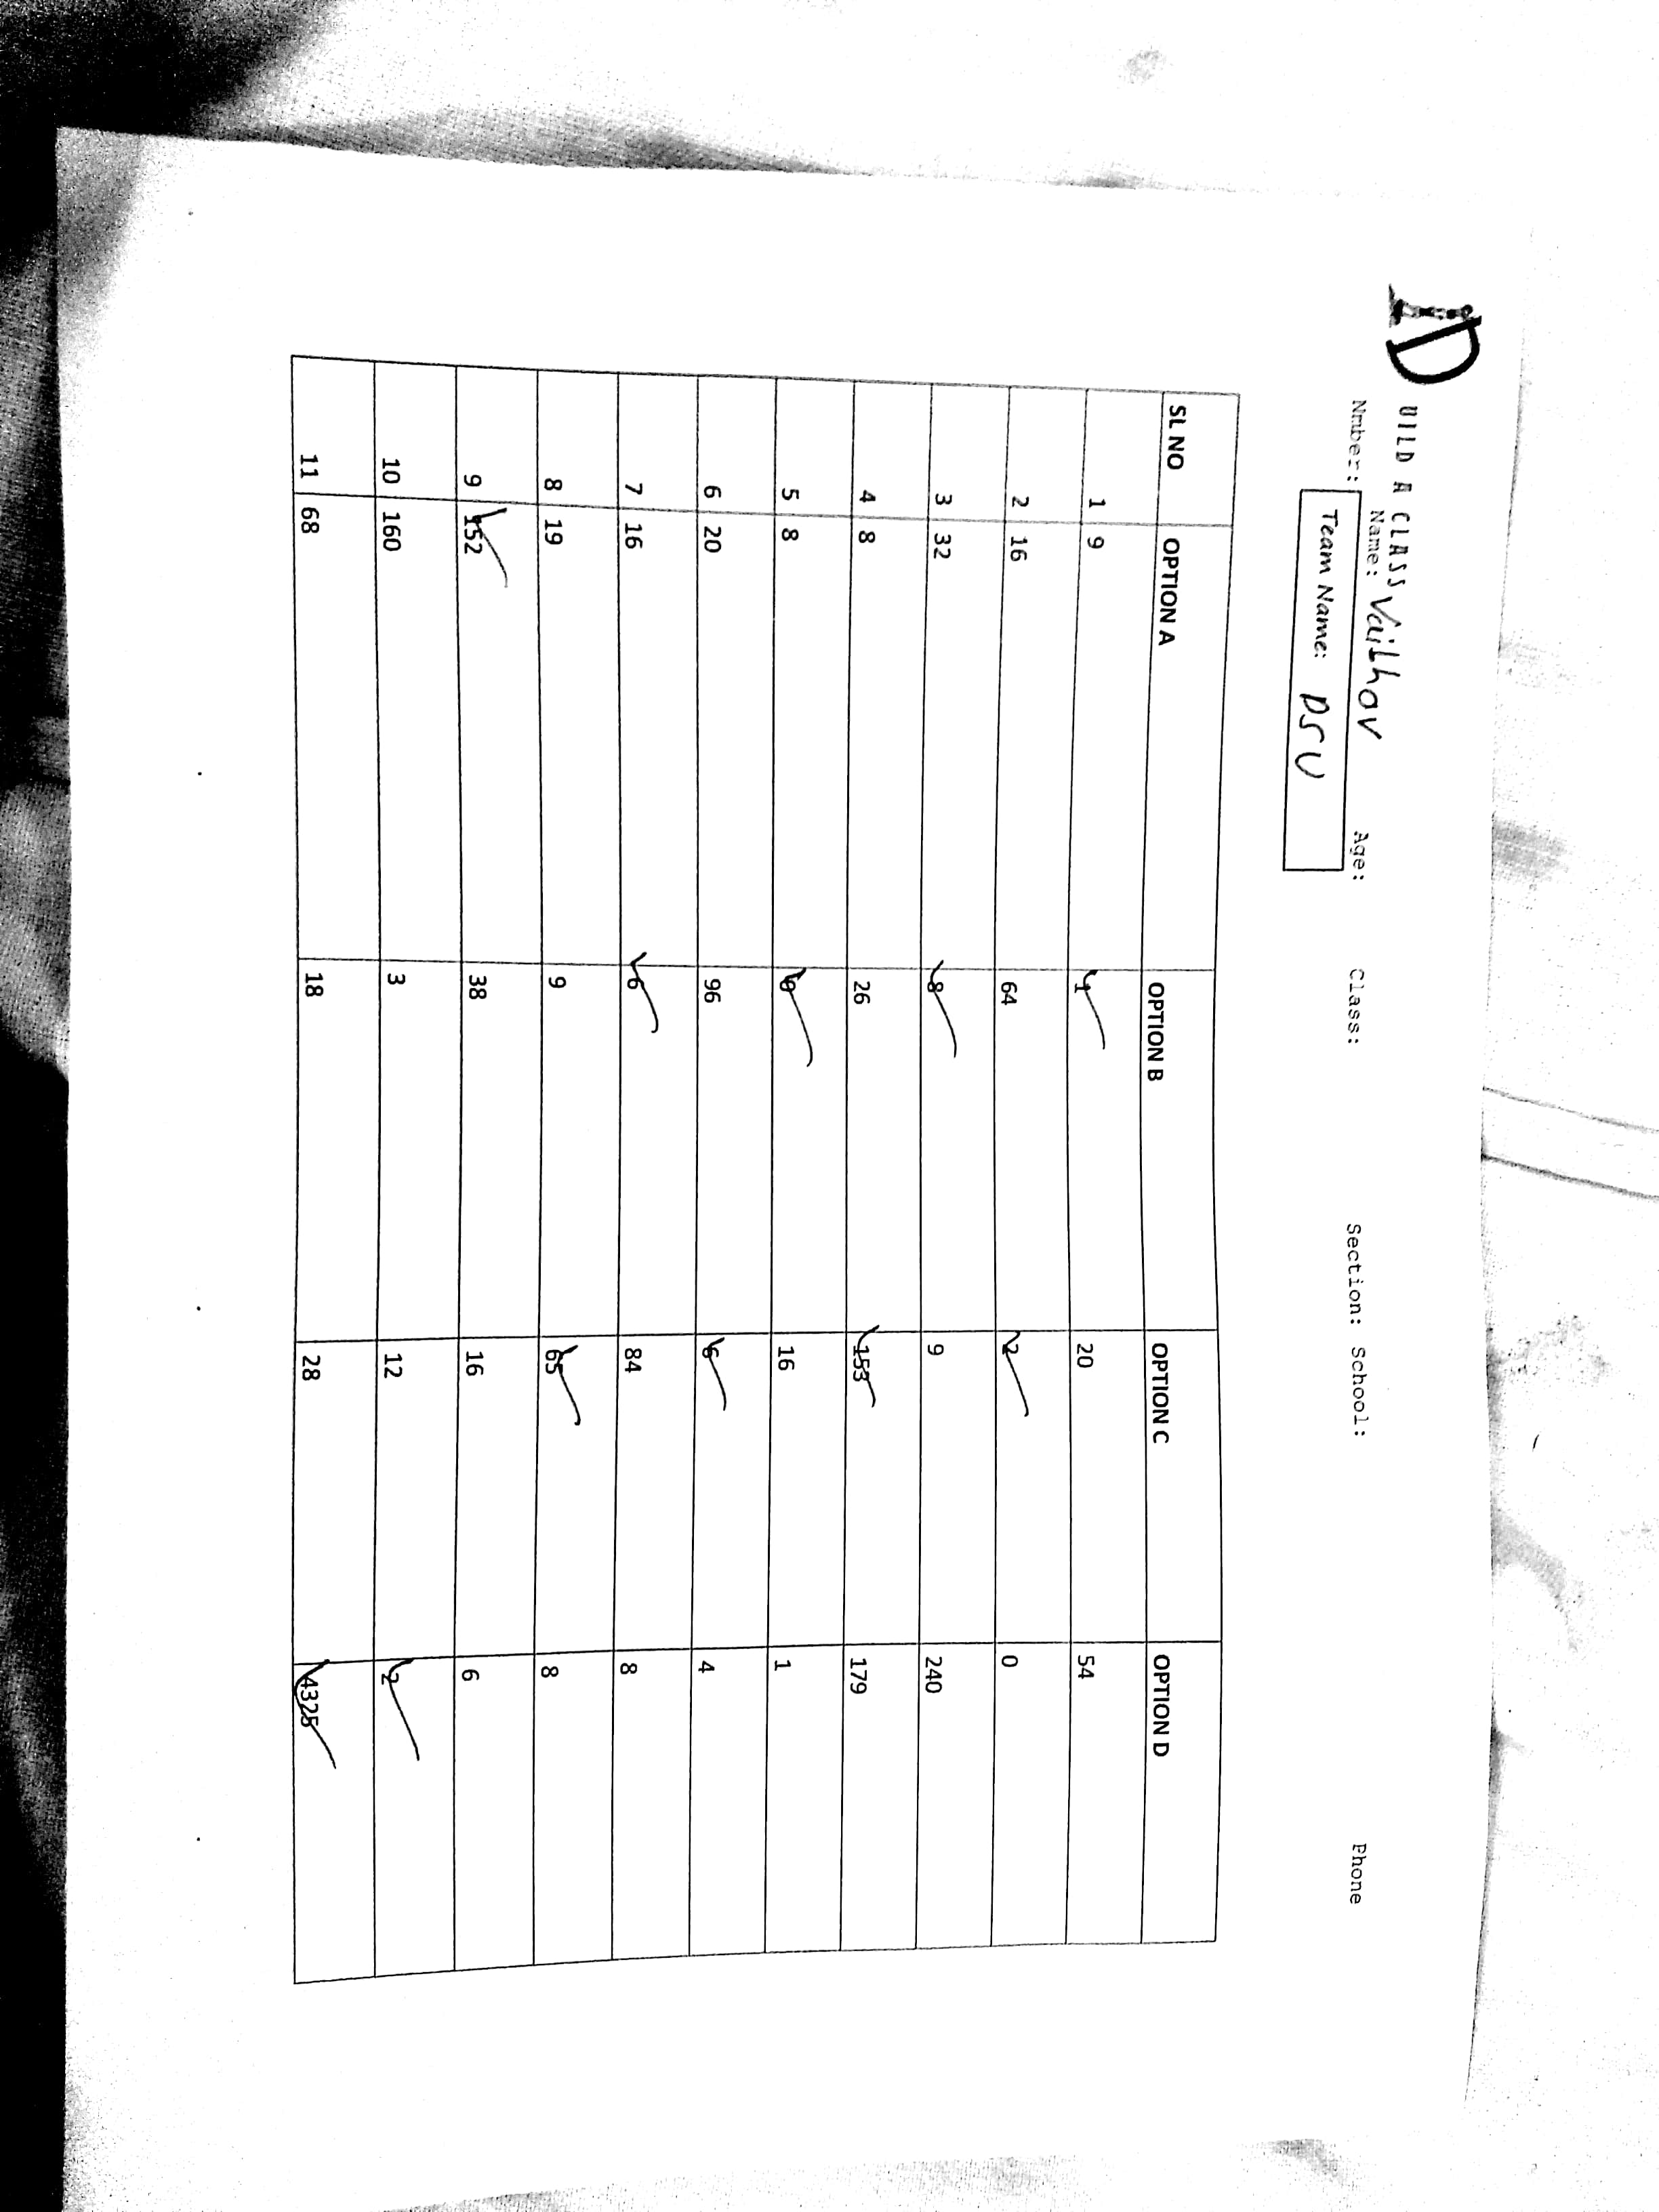 D UILD A CLASS
Name: Vaibhav Age: Class: Section: School: Phone
Nmber:
Team Name: DSU
SL NO OPTION A OPTION B OPTION C OPTION D
1 9 1 20 54
2 16 64 2 0
3 32 8 9 240
4 8 26 153 179
5 8 0 16 1
6 20 96 6 4
7 16 6 84 8
8 19 9 65 8
9 152 38 16 6
10 160 3 12 2
11 68 18 28 4325